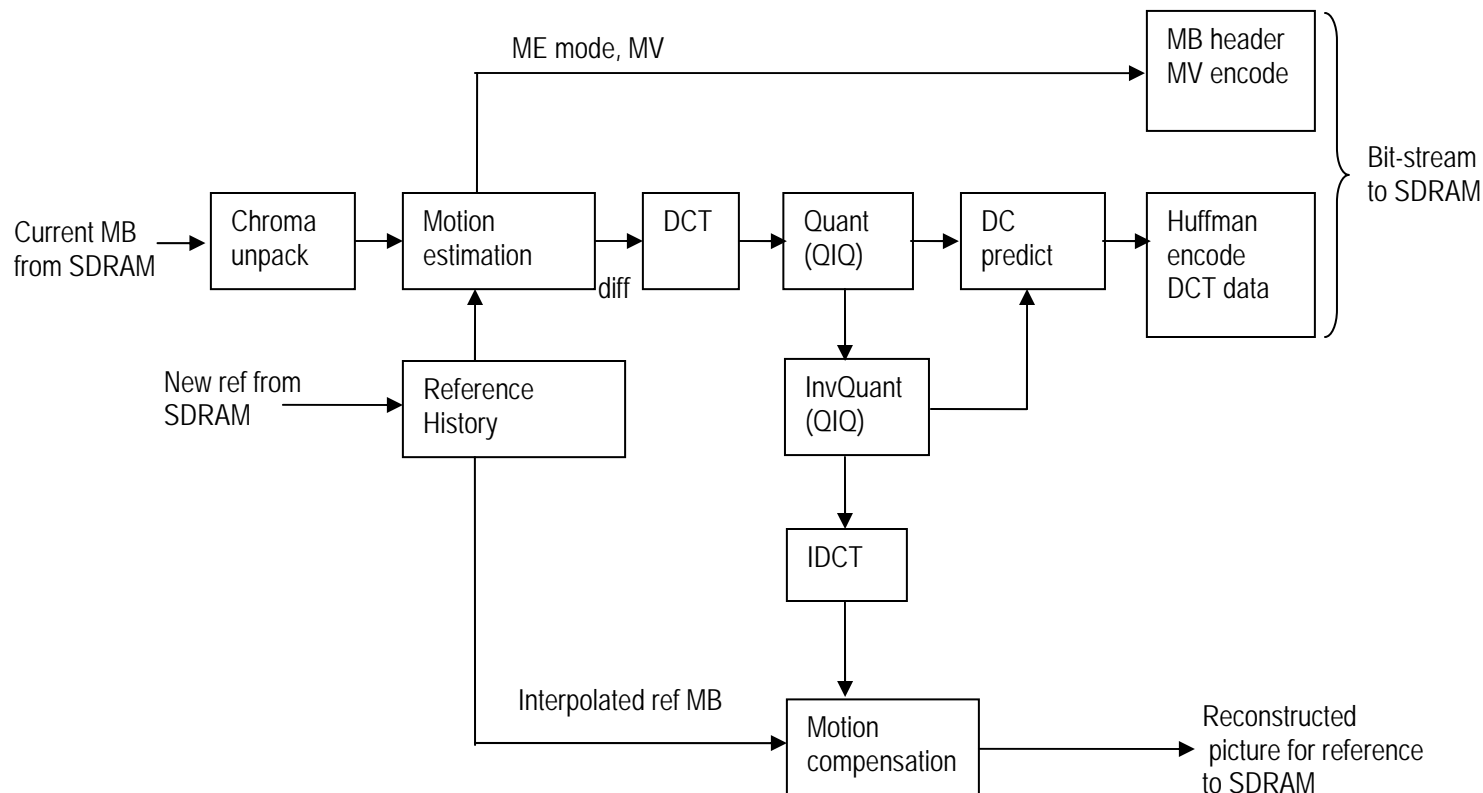 ME mode, MV
MB header
MV encode
Bit-stream
to SDRAM
Current MB
from SDRAM
Chroma
unpack
Motion
estimation
diff
DCT
Quant
(QIQ)
DC
predict
Huffman
encode
DCT data
New ref from
SDRAM
Reference
History
InvQuant
(QIQ)
IDCT
Interpolated ref MB
Motion
compensation
Reconstructed
picture for reference
to SDRAM